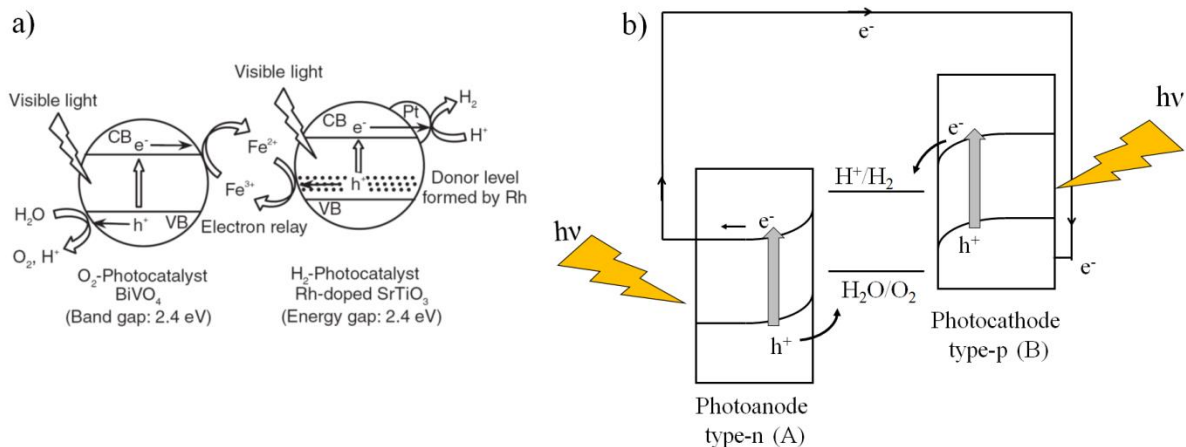 a)
Visible light
CB e-
H2O
h+
VB
O2, H+
O2-Photocatalyst
BiVO4
(Band gap: 2.4 eV)
Fe2+
Fe3+
Electron relay
Visible light
Pt
H2
CB e-
H+
h+
VB
Donor level
formed by Rh
H2-Photocatalyst
Rh-doped SrTiO3
(Energy gap: 2.4 eV)
b)
e-
hν
e-
h+
Photoanode
type-n (A)
H+/H2
H2O/O2
e-
h+
hν
e-
Photocathode
type-p (B)